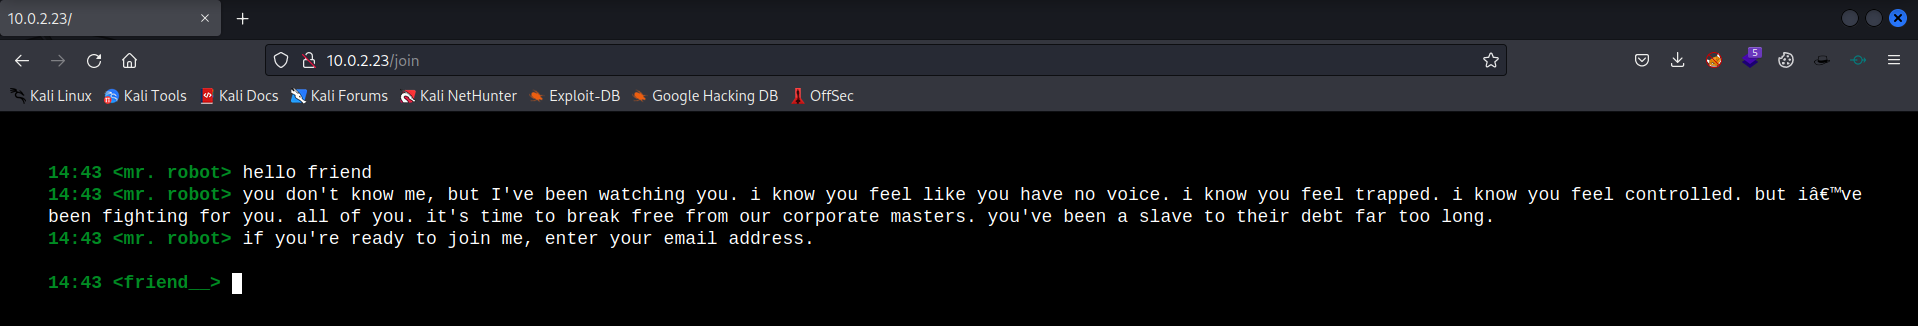 10.0.2.23/
10.0.2.23/join
5
Kali Linux Kali Tools Kali Docs Kali Forums Kali NetHunter Exploit-DB Google Hacking DB OffSec
14:43 <mr. robot> hello friend
14:43 <mr. robot> you don't know me, but I've been watching you. i know you feel like you have no voice. i know you feel trapped. i know you feel controlled. but iâ€™ve
been fighting for you. all of you. it's time to break free from our corporate masters. you've been a slave to their debt far too long.
14:43 <mr. robot> if you're ready to join me, enter your email address.
14:43 <friend__>